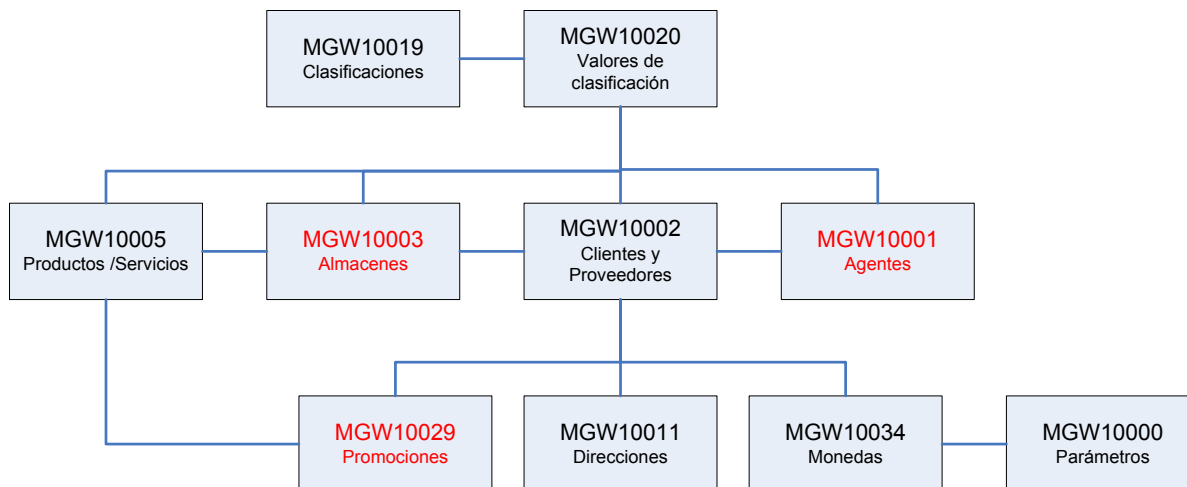 MGW10019
Clasificaciones
MGW10020
Valores de
clasificación
MGW10005
Productos /Servicios
MGW10003
Almacenes
MGW10002
Clientes y
Proveedores
MGW10001
Agentes
MGW10029
Promociones
MGW10011
Direcciones
MGW10034
Monedas
MGW10000
Parámetros